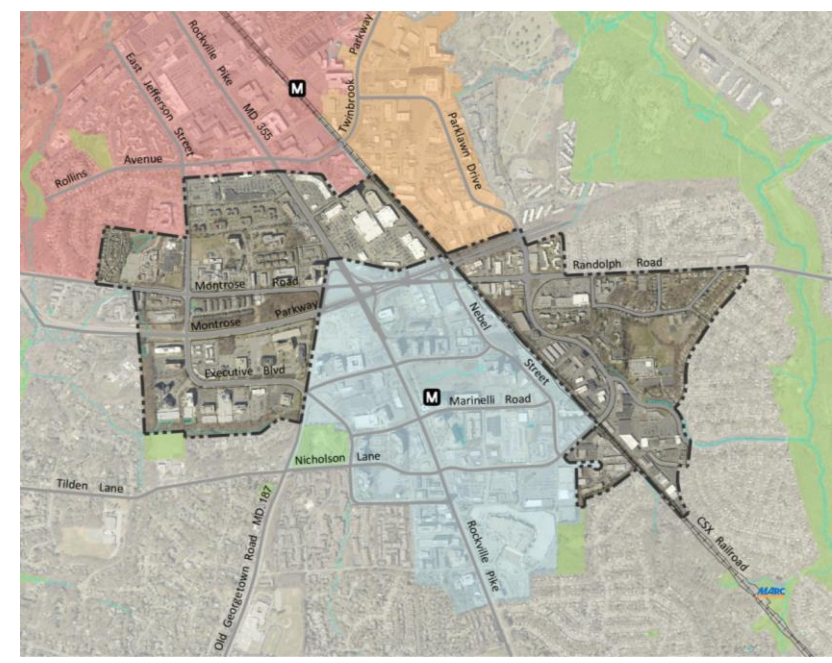 Rockville Pike MD 355
East Jefferson Street
M
Twinbrook Parkway
Parklawn Drive
Rollins Avenue
Randolph Road
Montrose Road
Montrose Parkway
Nebel Street
Executive Blvd
M
Marinelli Road
Nicholson Lane
Tilden Lane
Old Georgetown Road MD 187
Rockville Pike
CSX Railroad
MARC